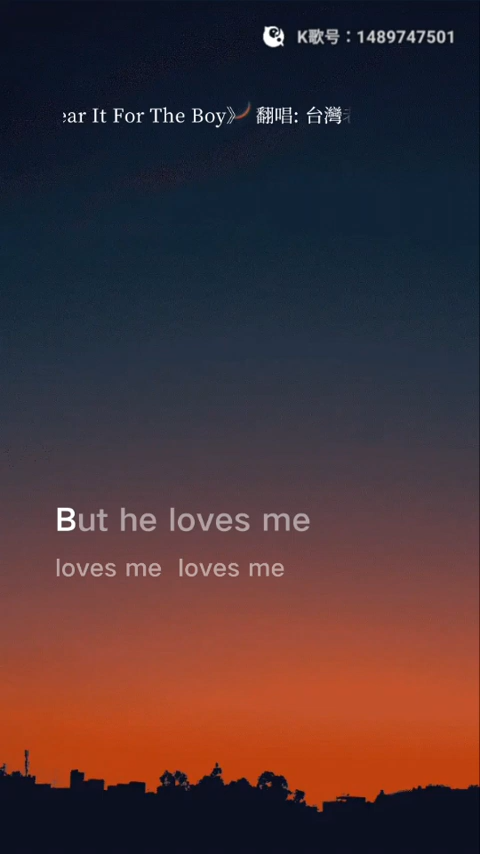 K歌号：1489747501
ear It For The Boy》 翻唱: 台灣
But he loves me
loves me loves me